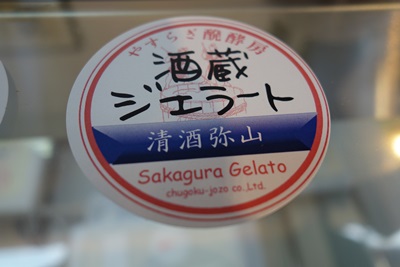 やすらぎ醗酵房
酒蔵
ジェラート
清酒弥山
Sakagura Gelato
chugoku-jozo co.,Ltd.